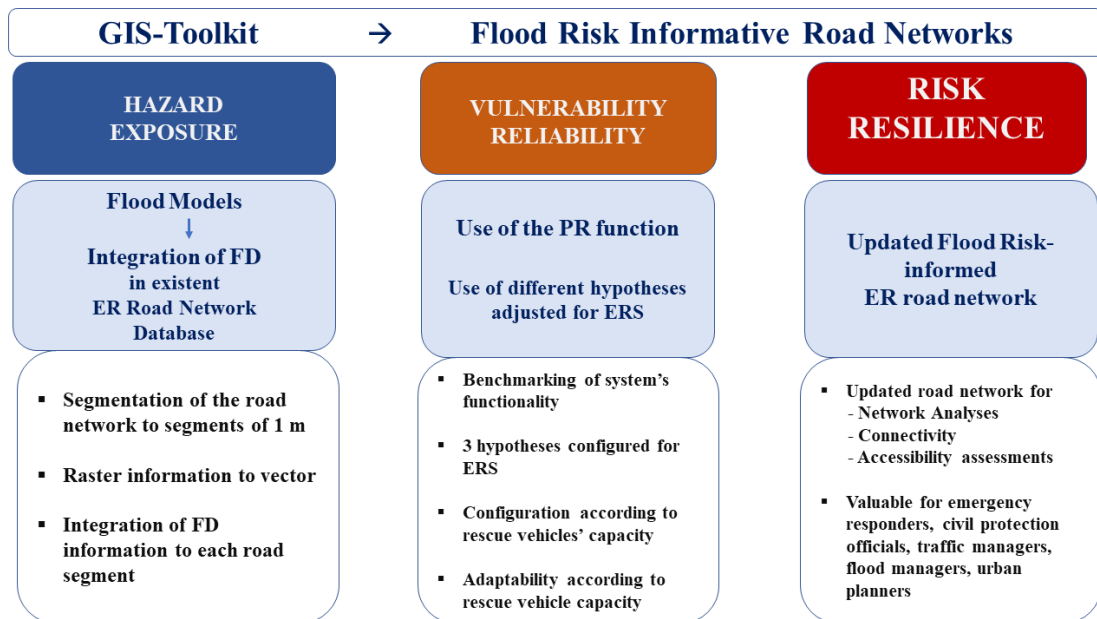 GIS-Toolkit → Flood Risk Informative Road Networks
HAZARD
EXPOSURE
Flood Models
↓
Integration of FD
in existent
ER Road Network
Database
▪ Segmentation of the road
network to segments of 1 m
▪ Raster information to vector
▪ Integration of FD
information to each road
segment
VULNERABILITY
RELIABILITY
Use of the PR function
Use of different hypotheses
adjusted for ERS
▪ Benchmarking of system’s
functionality
▪ 3 hypotheses configured for
ERS
▪ Configuration according to
rescue vehicles’ capacity
▪ Adaptability according to
rescue vehicle capacity
RISK
RESILIENCE
Updated Flood Risk-
informed
ER road network
▪ Updated road network for
- Network Analyses
- Connectivity
- Accessibility assessments
▪ Valuable for emergency
responders, civil protection
officials, traffic managers,
flood managers, urban
planners